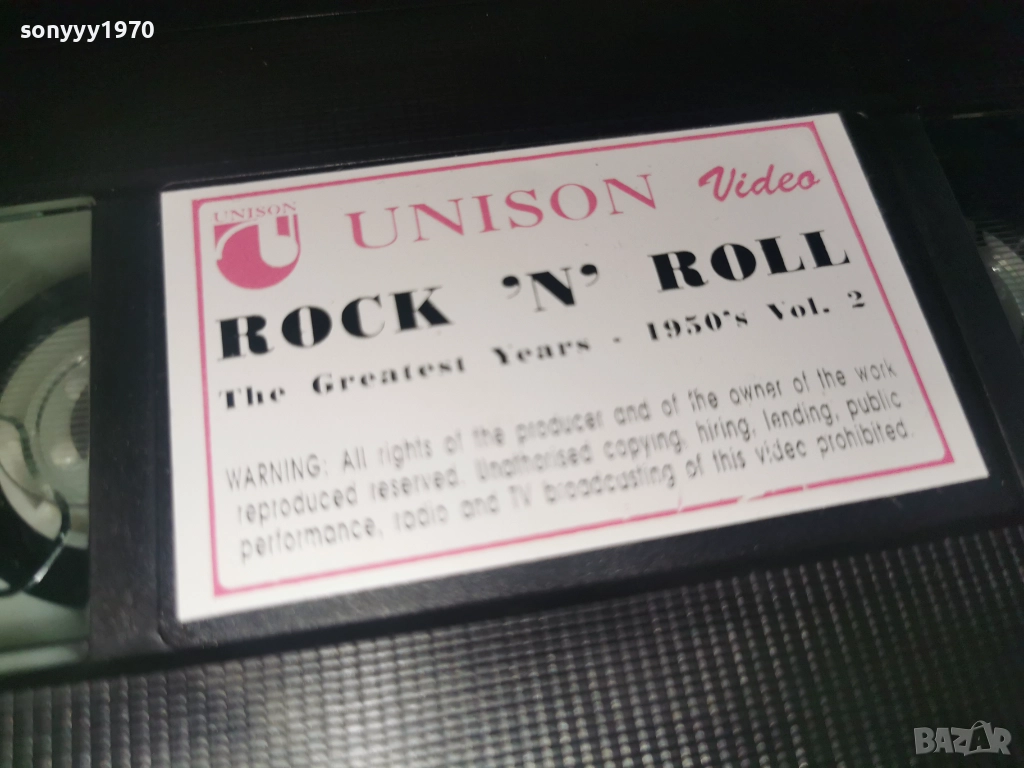 sonyyy1970
UNISON
UNISON Video
ROCK 'N' ROLL
The Greatest Years - 1950's Vol. 2
WARNING: All rights of the producer and of the owner of the work
reproduced reserved. Unathorised copying, hiring, lending, public
performance, radio and TV broadcasting of this video prohibited.
BAZAR